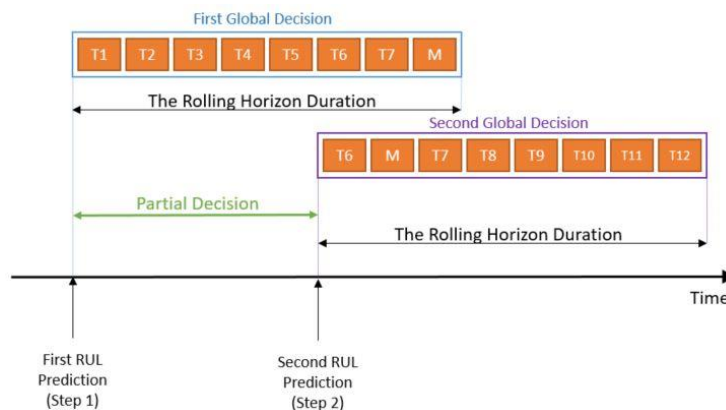 First Global Decision
T1 T2 T3 T4 T5 T6 T7 M
The Rolling Horizon Duration
Second Global Decision
T6 M T7 T8 T9 T10 T11 T12
Partial Decision
The Rolling Horizon Duration
Time
First RUL
Prediction
(Step 1)
Second RUL
Prediction
(Step 2)